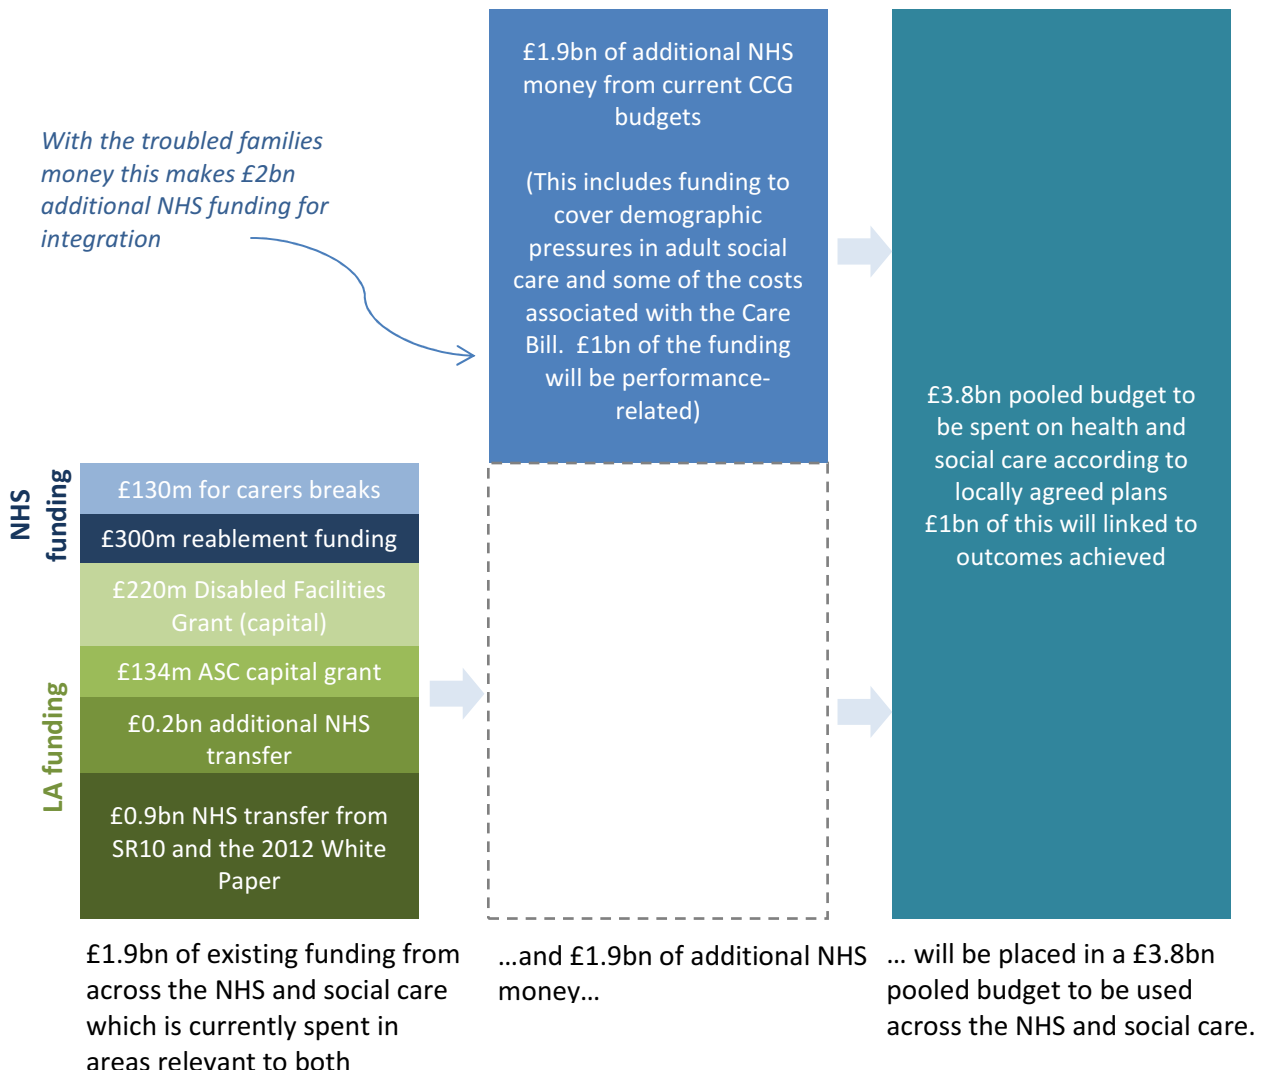 With the troubled families
money this makes £2bn
additional NHS funding for
integration
£1.9bn of additional NHS
money from current CCG
budgets
(This includes funding to
cover demographic
pressures in adult social
care and some of the costs
associated with the Care
Bill.  £1bn of the funding
will be performance-
related)
£3.8bn pooled budget to
be spent on health and
social care according to
locally agreed plans
£1bn of this will linked to
outcomes achieved
NHS
funding
£130m for carers breaks
£300m reablement funding
LA funding
£220m Disabled Facilities
Grant (capital)
£134m ASC capital grant
£0.2bn additional NHS
transfer
£0.9bn NHS transfer from
SR10 and the 2012 White
Paper
£1.9bn of existing funding from
across the NHS and social care
which is currently spent in
areas relevant to both
…and £1.9bn of additional NHS
money…
… will be placed in a £3.8bn
pooled budget to be used
across the NHS and social care.